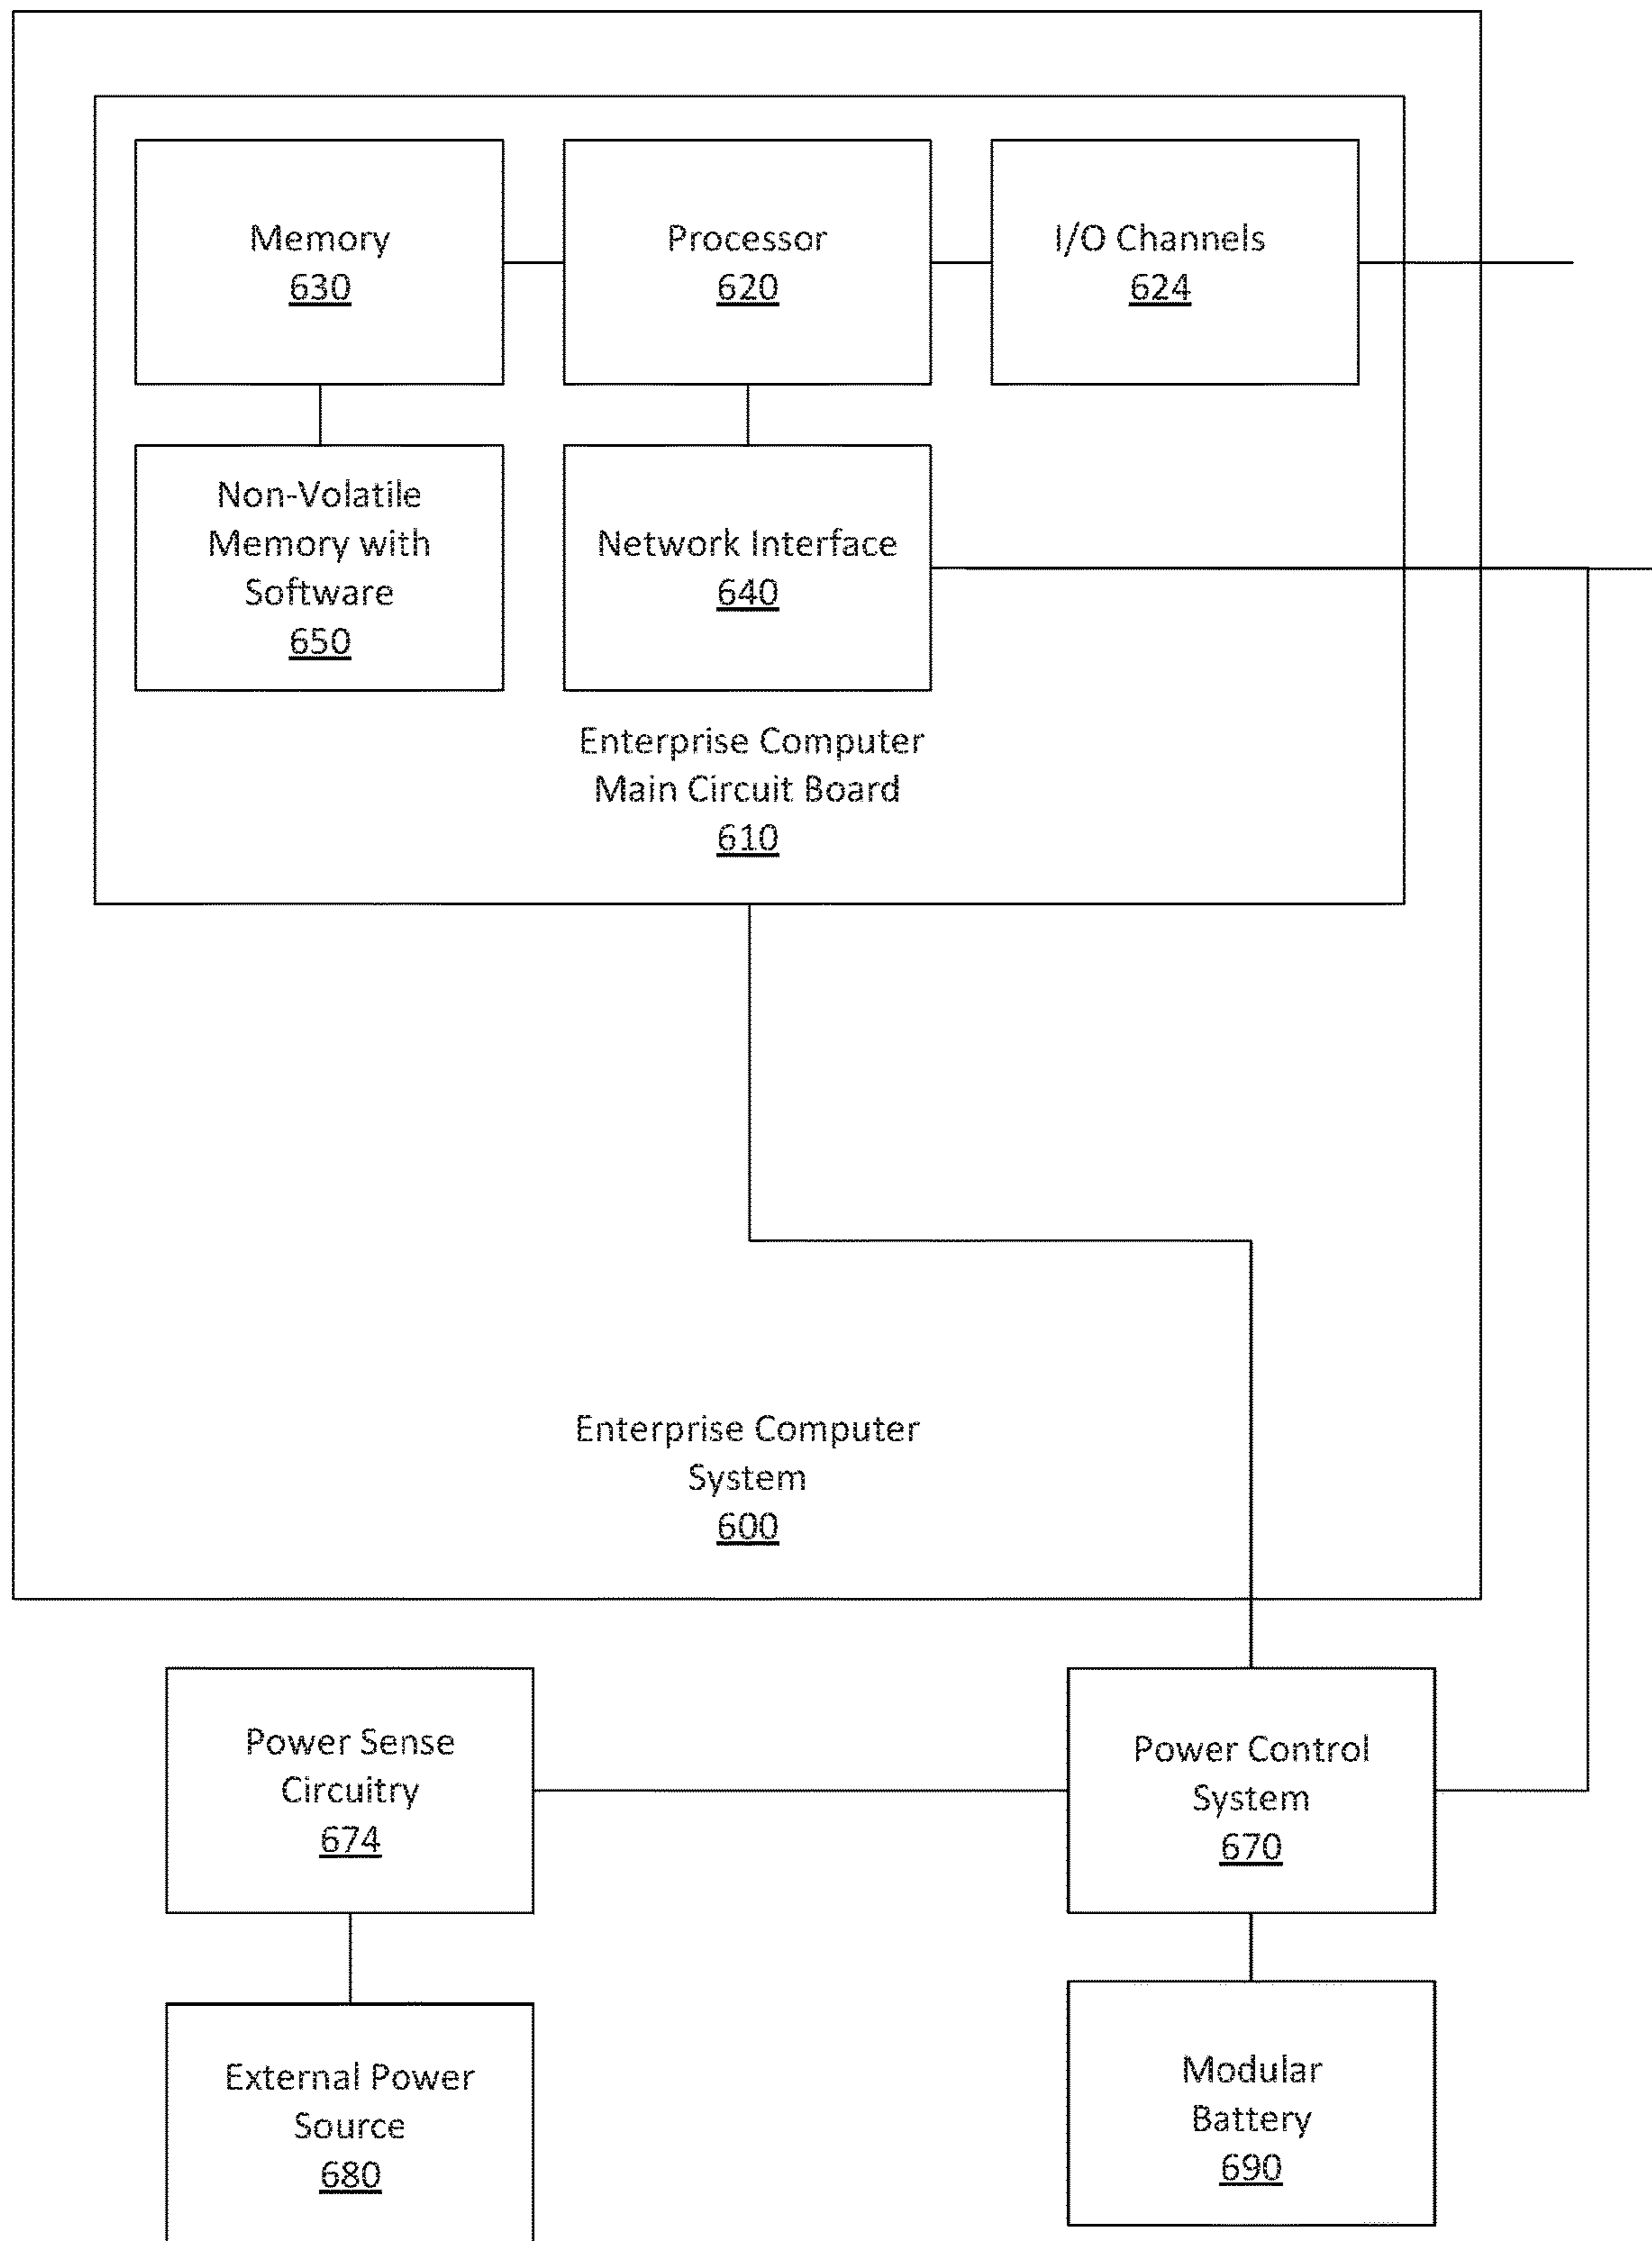 Memory
630
Processor
620
I/O Channels
624
Non-Volatile
Memory with
Software
650
Network Interface
640
Enterprise Computer
Main Circuit Board
610
Enterprise Computer
System
600
Power Sense
Circuitry
674
Power Control
System
670
External Power
Source
680
Modular
Battery
690